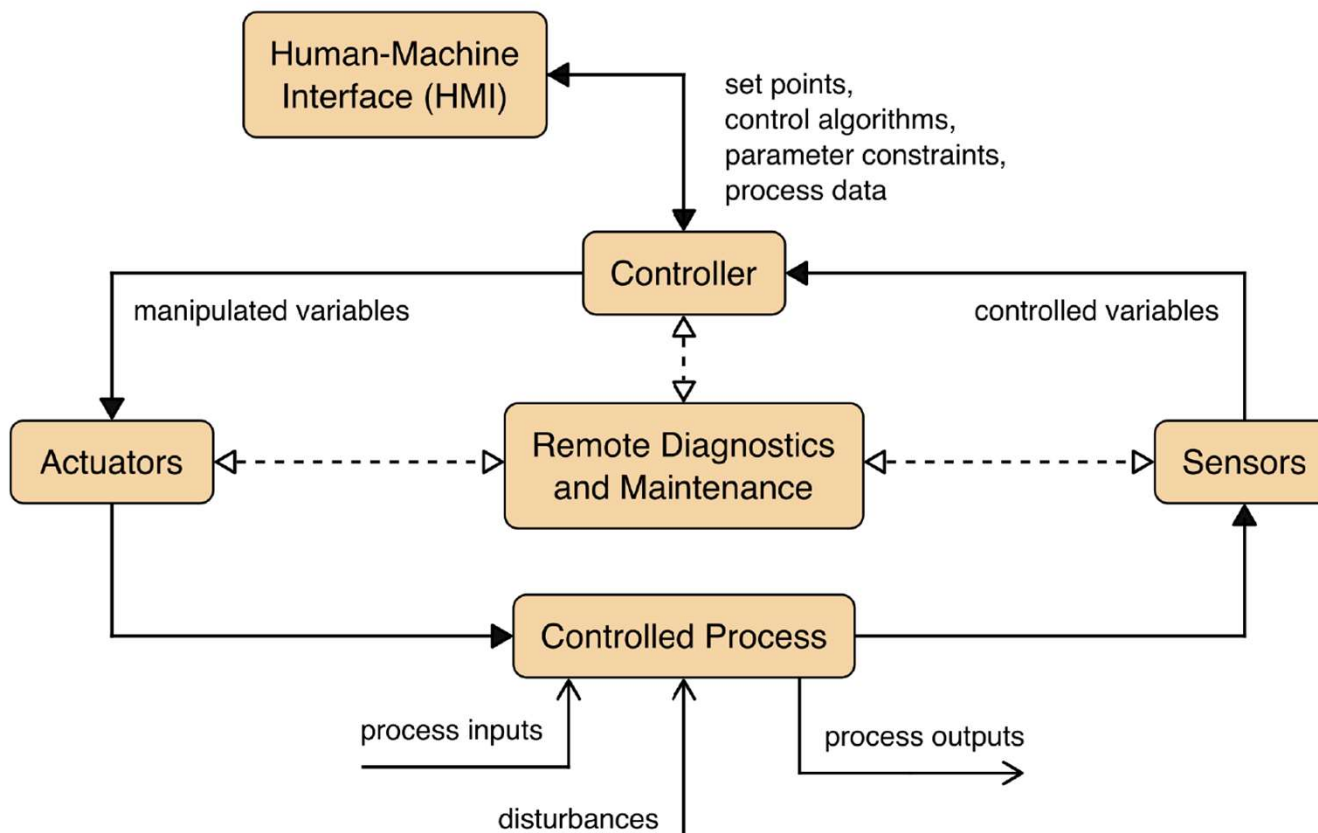 Human-Machine
Interface (HMI)
set points,
control algorithms,
parameter constraints,
process data
Controller
manipulated variables
controlled variables
Actuators
Remote Diagnostics
and Maintenance
Sensors
Controlled Process
process inputs
process outputs
disturbances